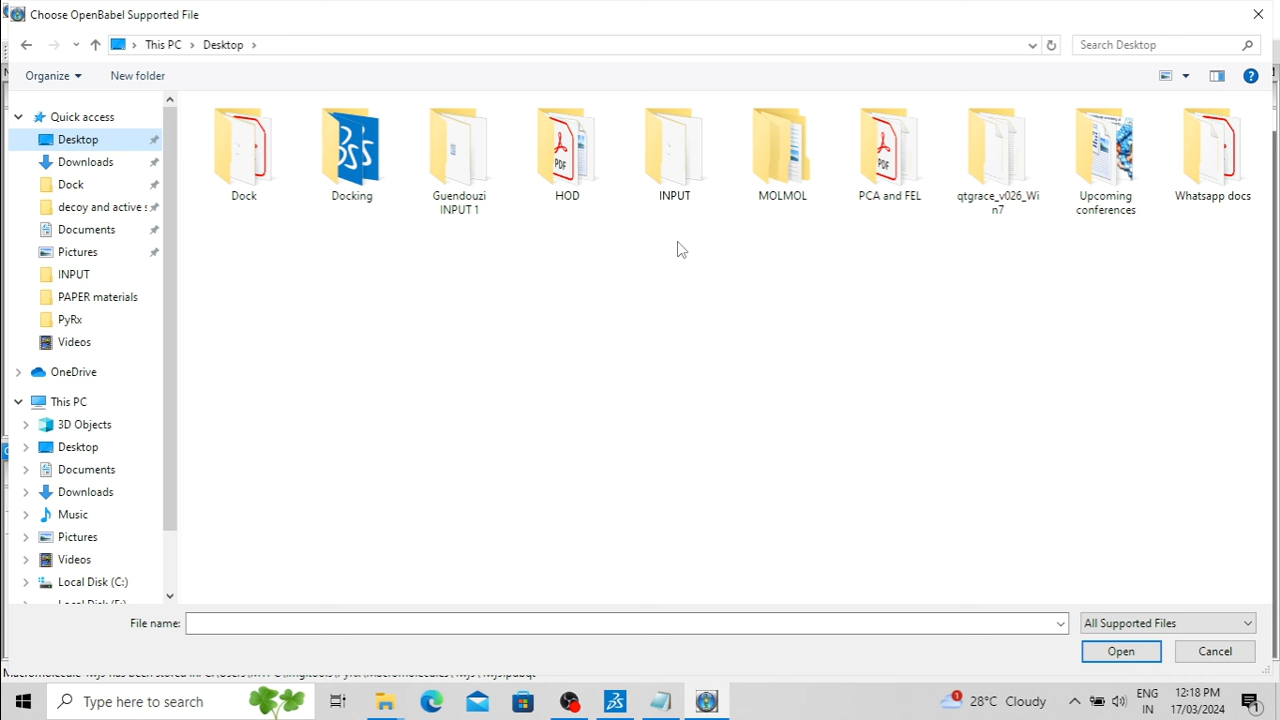 Choose OpenBabel Supported File
This PC
Desktop
Search Desktop
Organize
New folder
Quick access
Desktop
Downloads
Dock
decoy and active s
Documents
Pictures
INPUT
PAPER materials
PyRx
Videos
OneDrive
This PC
3D Objects
Desktop
Documents
Downloads
Music
Pictures
Videos
Local Disk (C:)
Dock
Docking
Guendouzi
INPUT 1
HOD
INPUT
MOLMOL
PCA and FEL
qtgrace_v026_Wi
n7
Upcoming
conferences
Whatsapp docs
File name:
All Supported Files
Open
Cancel
Type here to search
28°C Cloudy
ENG
IN
12:18 PM
17/03/2024